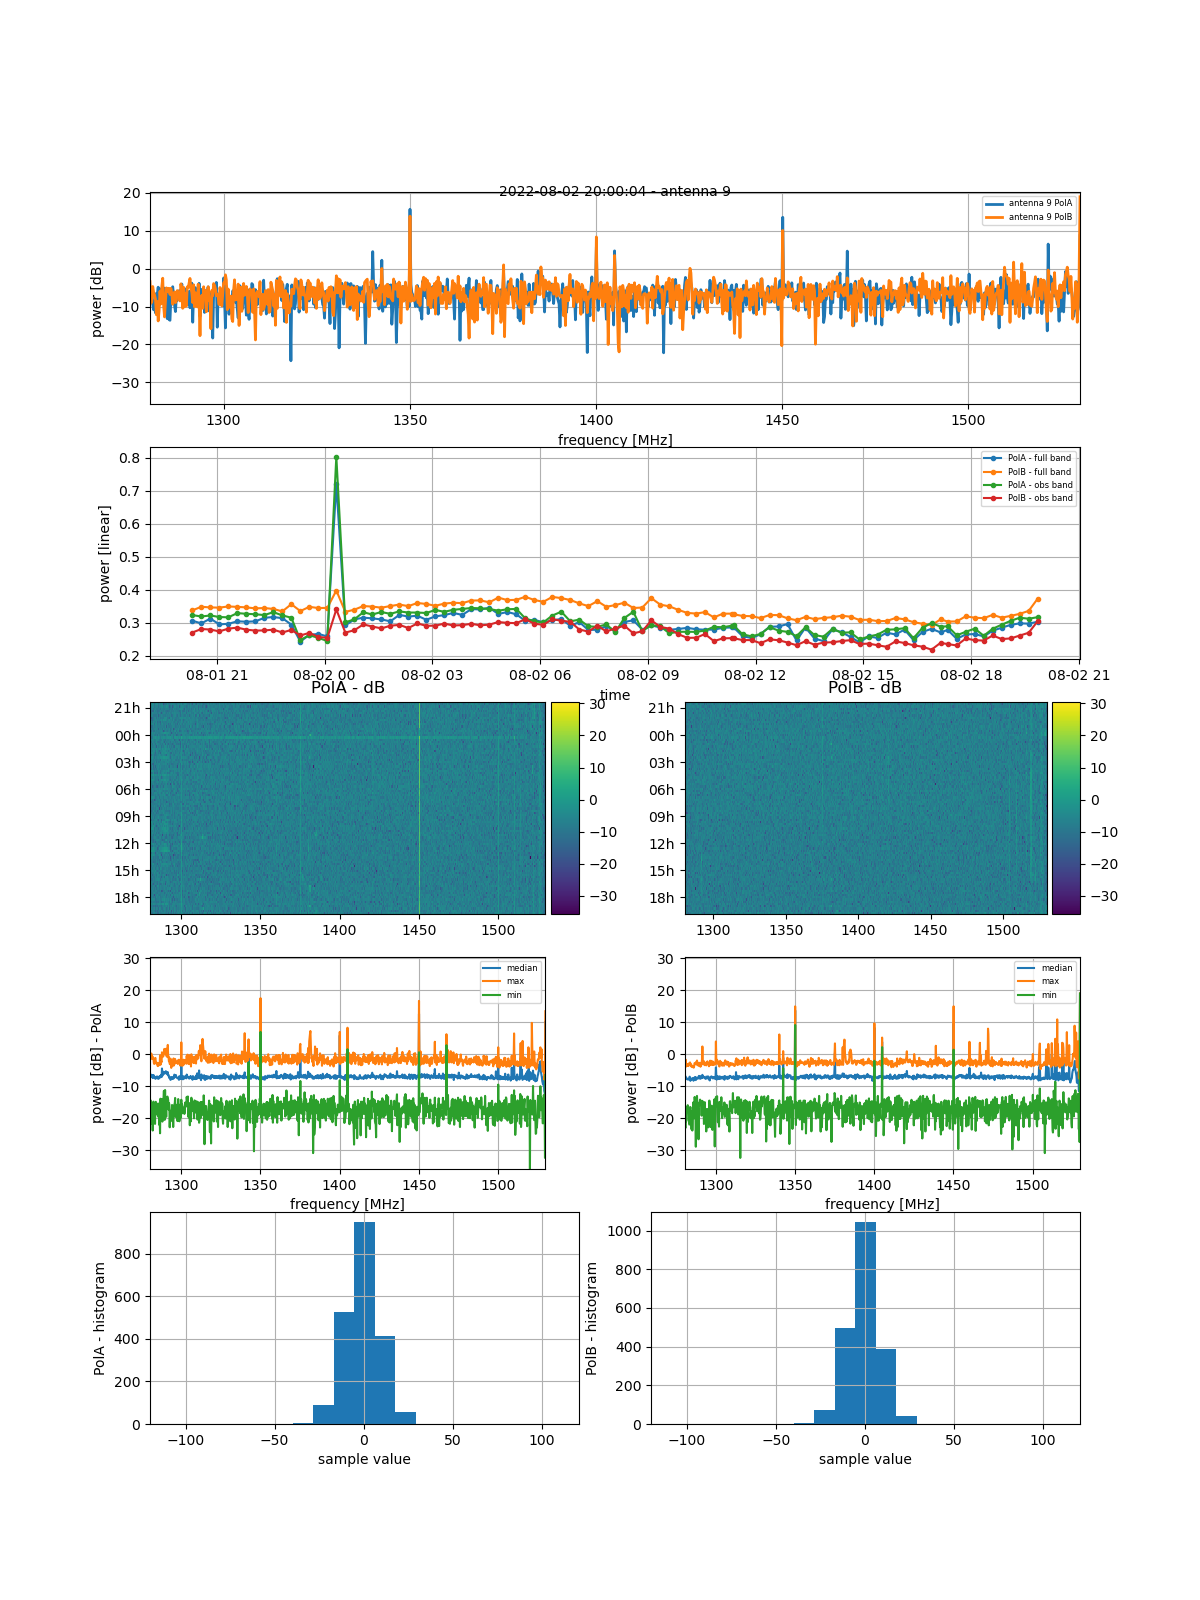 2022-08-02 20:00:04 - antenna 9
20
10
0
−10
−20
−30
power [dB]
antenna 9 PolA
antenna 9 PolB
1300 1350 1400 1450 1500
frequency [MHz]
0.8
0.7
0.6
0.5
0.4
0.3
0.2
power [linear]
PolA - full band
PolB - full band
PolA - obs band
PolB - obs band
08-01 21 08-02 00 08-02 03 08-02 06 08-02 09 08-02 12 08-02 15 08-02 18 08-02 21
time
PolA - dB
21h
00h
03h
06h
09h
12h
15h
18h
1300 1350 1400 1450 1500
30
20
10
0
−10
−20
−30
PolB - dB
21h
00h
03h
06h
09h
12h
15h
18h
1300 1350 1400 1450 1500
30
20
10
0
−10
−20
−30
30
20
10
0
−10
−20
−30
power [dB] - PolA
median
max
min
1300 1350 1400 1450 1500
frequency [MHz]
30
20
10
0
−10
−20
−30
power [dB] - PolB
median
max
min
1300 1350 1400 1450 1500
frequency [MHz]
800
600
400
200
0
PolA - histogram
−100 −50 0 50 100
sample value
1000
800
600
400
200
0
PolB - histogram
−100 −50 0 50 100
sample value